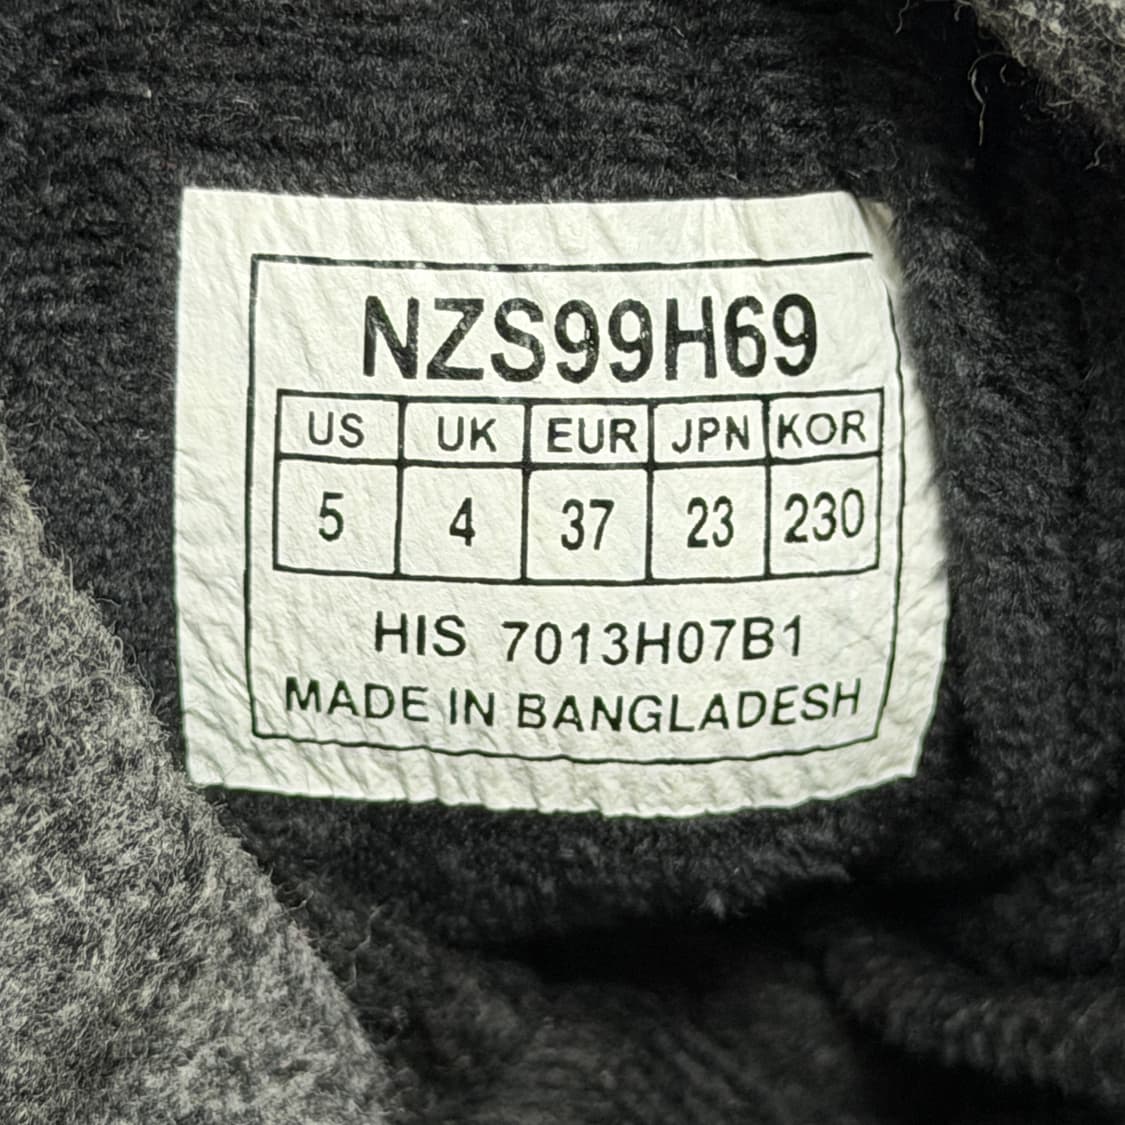 NZS99H69
US UK EUR JPN KOR
5 4 37 23 230
HIS 7013H07B1
MADE IN BANGLADESH